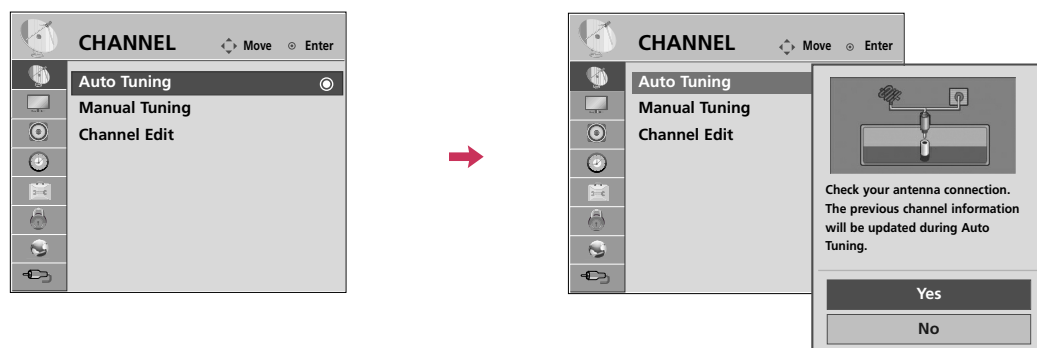 CHANNEL
Move
Enter
Auto Tuning
Manual Tuning
Channel Edit
CHANNEL
Move
Enter
Auto Tuning
Manual Tuning
Channel Edit
Check your antenna connection.
The previous channel information
will be updated during Auto
Tuning.
Yes
No